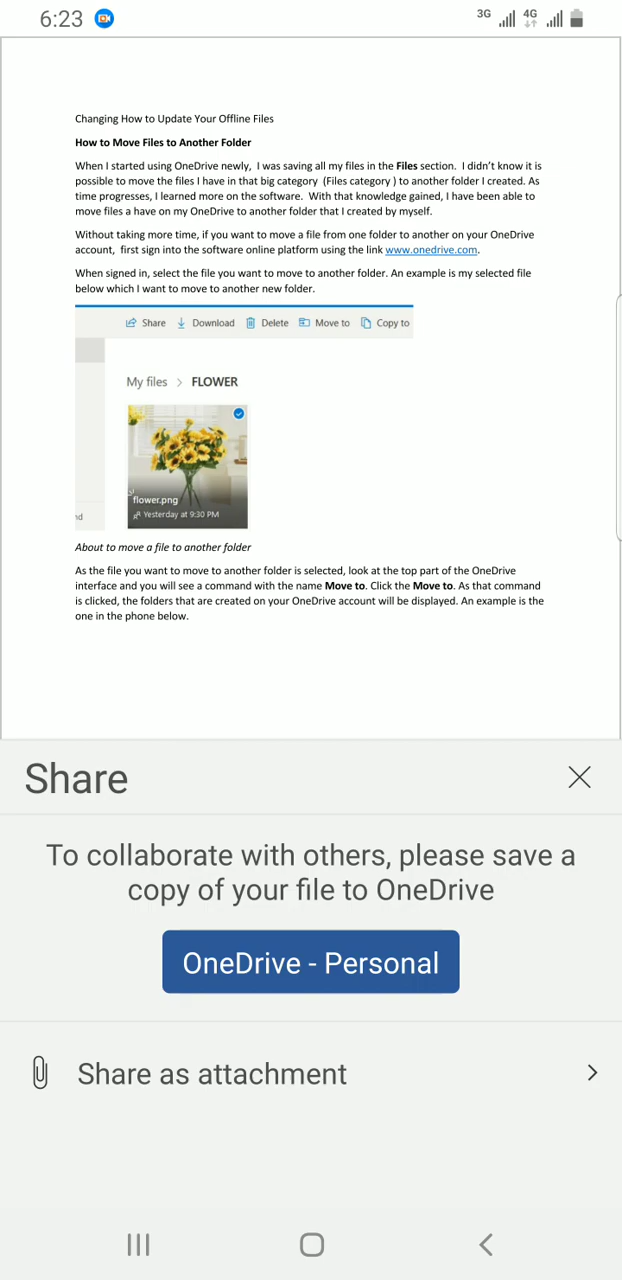 6:23
3G 4G
Changing How to Update Your Offline Files
How to Move Files to Another Folder
When I started using OneDrive newly, I was saving all my files in the Files section. I didn't know it is
possible to move the files I have in that big category (Files category ) to another folder I created. As
time progresses, I learned more on the software. With that knowledge gained, I have been able to
move files a have on my OneDrive to another folder that I created by myself.
Without taking more time, if you want to move a file from one folder to another on your OneDrive
account, first sign into the software online platform using the link www.onedrive.com.
When signed in, select the file you want to move to another folder. An example is my selected file
below which I want to move to another new folder.
Share Download Delete Move to Copy to
My files > FLOWER
flower.png
nd
Yesterday at 9:30 PM
About to move a file to another folder
As the file you want to move to another folder is selected, look at the top part of the OneDrive
interface and you will see a command with the name Move to. Click the Move to. As that command
is clicked, the folders that are created on your OneDrive account will be displayed. An example is the
one in the phone below.
Share
To collaborate with others, please save a
copy of your file to OneDrive
OneDrive - Personal
Share as attachment